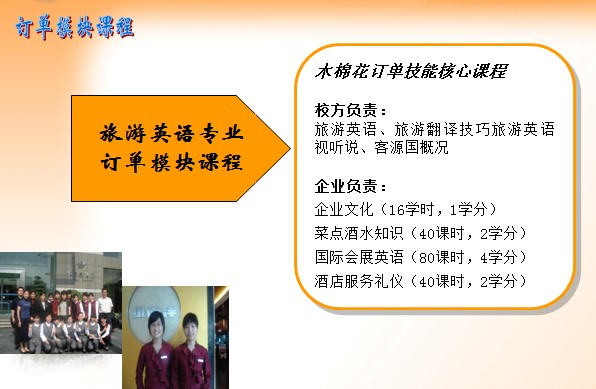 订单模块课程
旅游英语专业
订单模块课程
木棉花订单技能核心课程
校方负责：
旅游英语、旅游翻译技巧旅游英语
视听说、客源国概况
企业负责：
企业文化（16学时，1学分）
菜点酒水知识（40课时，2学分）
国际会展英语（80课时，4学分）
酒店服务礼仪（40课时，2学分）